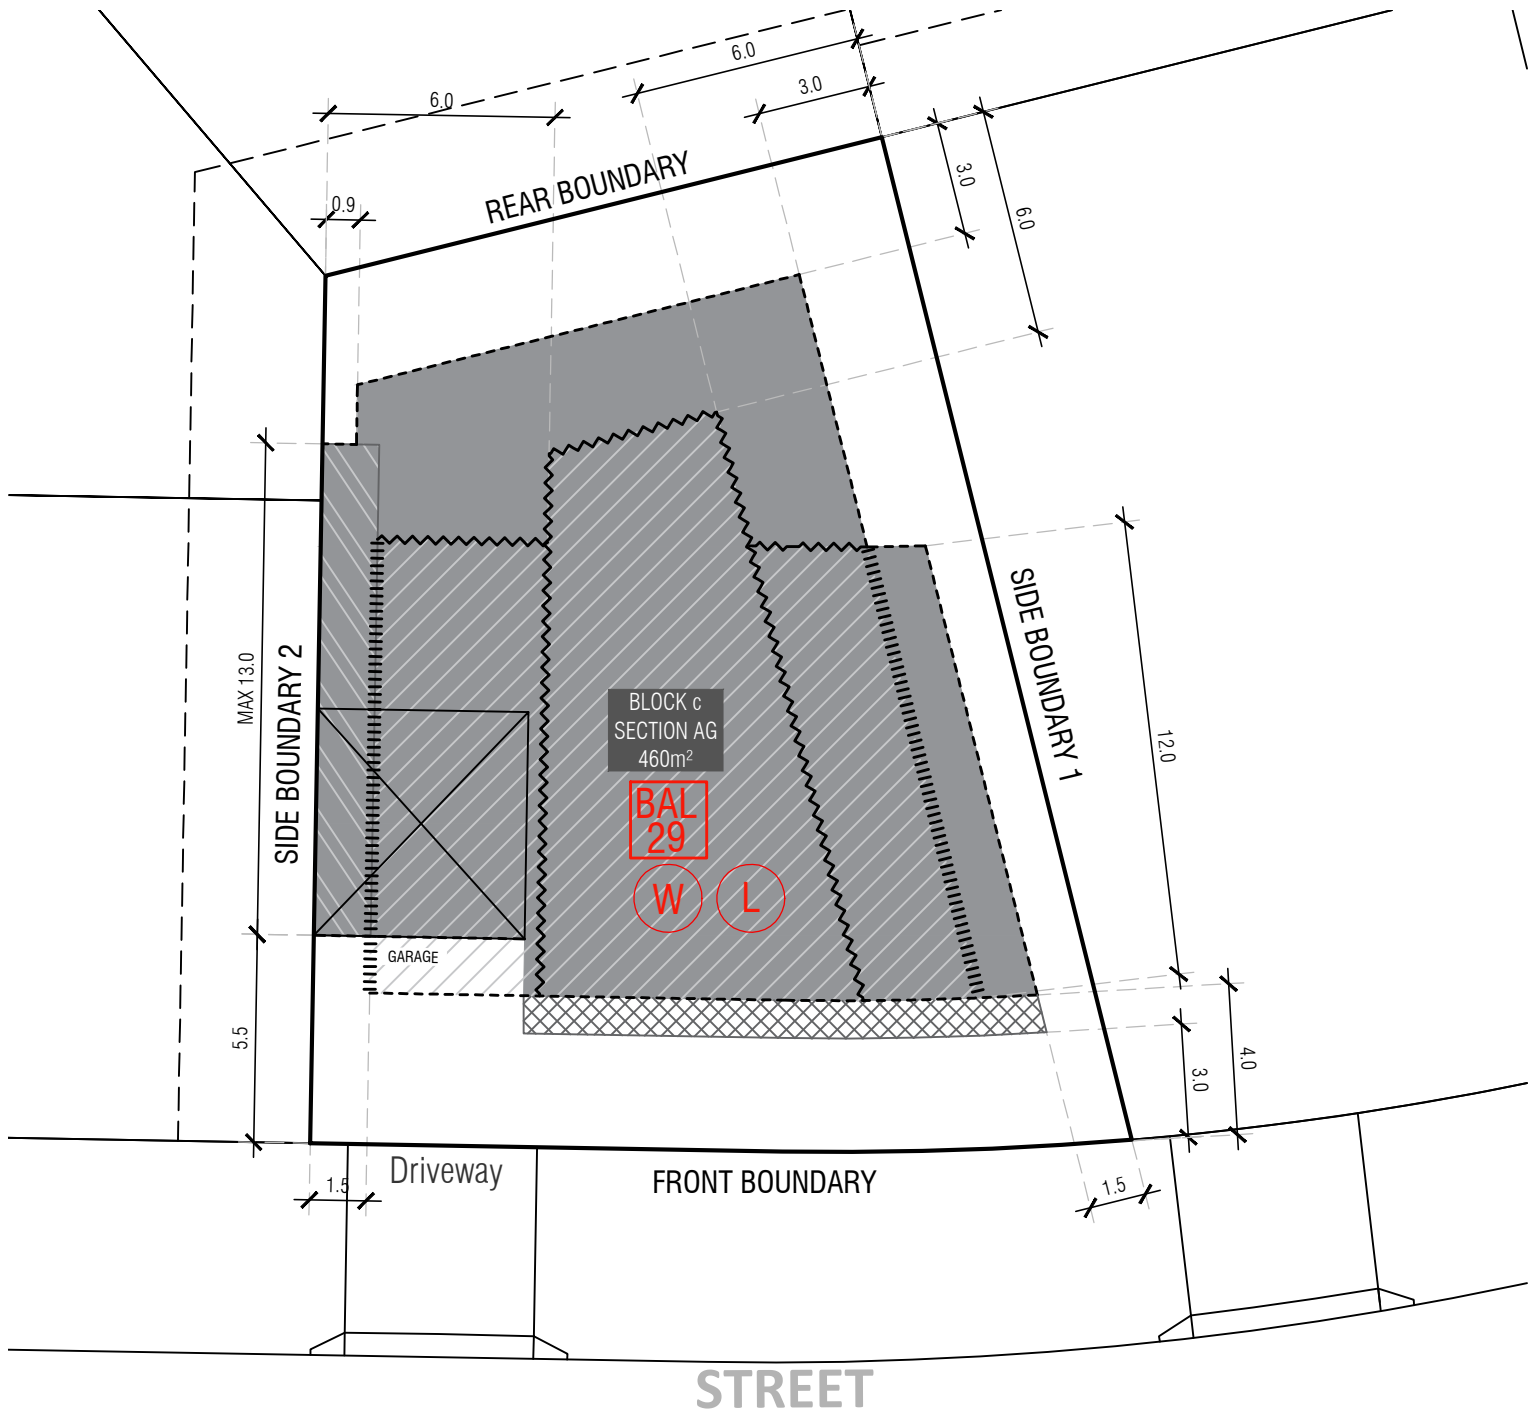 6.0
6.0
3.0
REAR BOUNDARY
0.9
3.0
6.0
SIDE BOUNDARY 1
12.0
MAX 13.0
SIDE BOUNDARY 2
BLOCK c
SECTION AG
460m²
BAL
29
W
L
GARAGE
5.5
3.0
4.0
Driveway
FRONT BOUNDARY
1.5
1.5
STREET